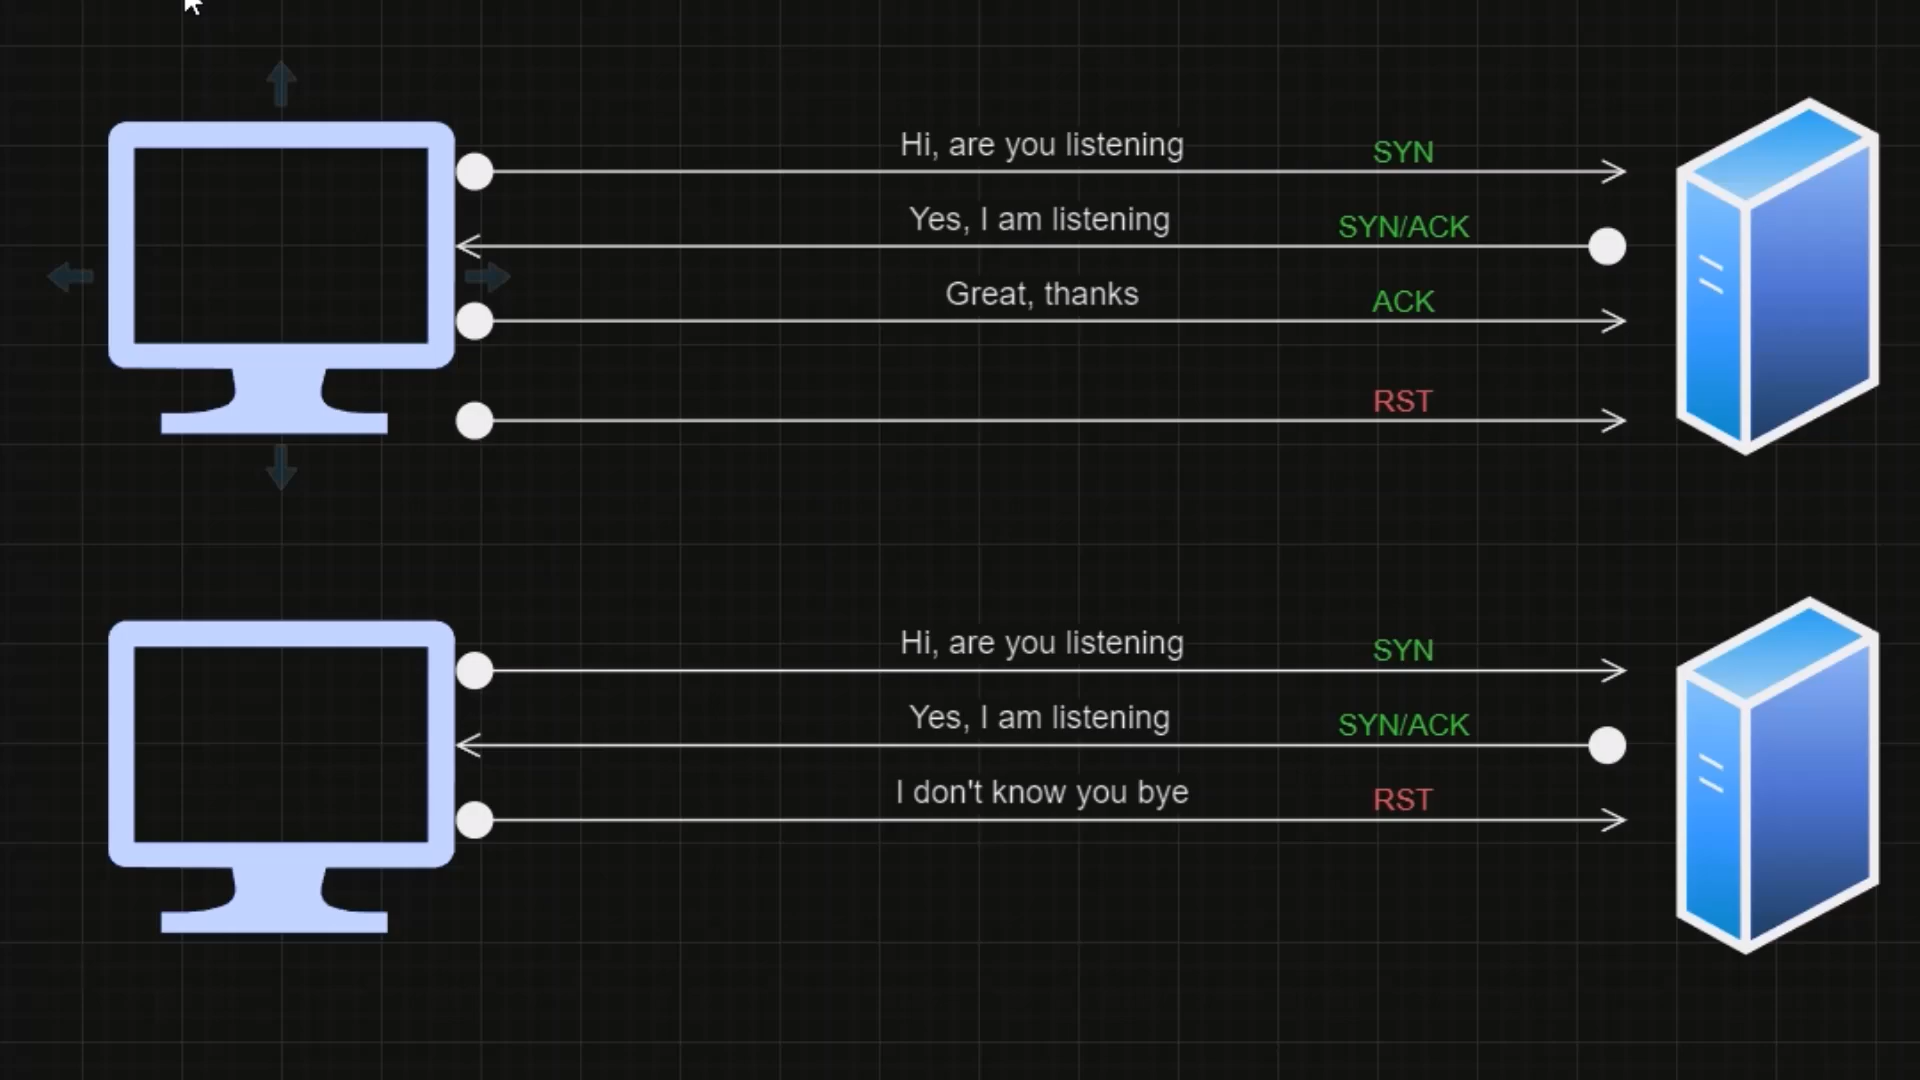 Hi, are you listening SYN
Yes, I am listening SYN/ACK
Great, thanks ACK
RST
Hi, are you listening SYN
Yes, I am listening SYN/ACK
I don't know you bye RST